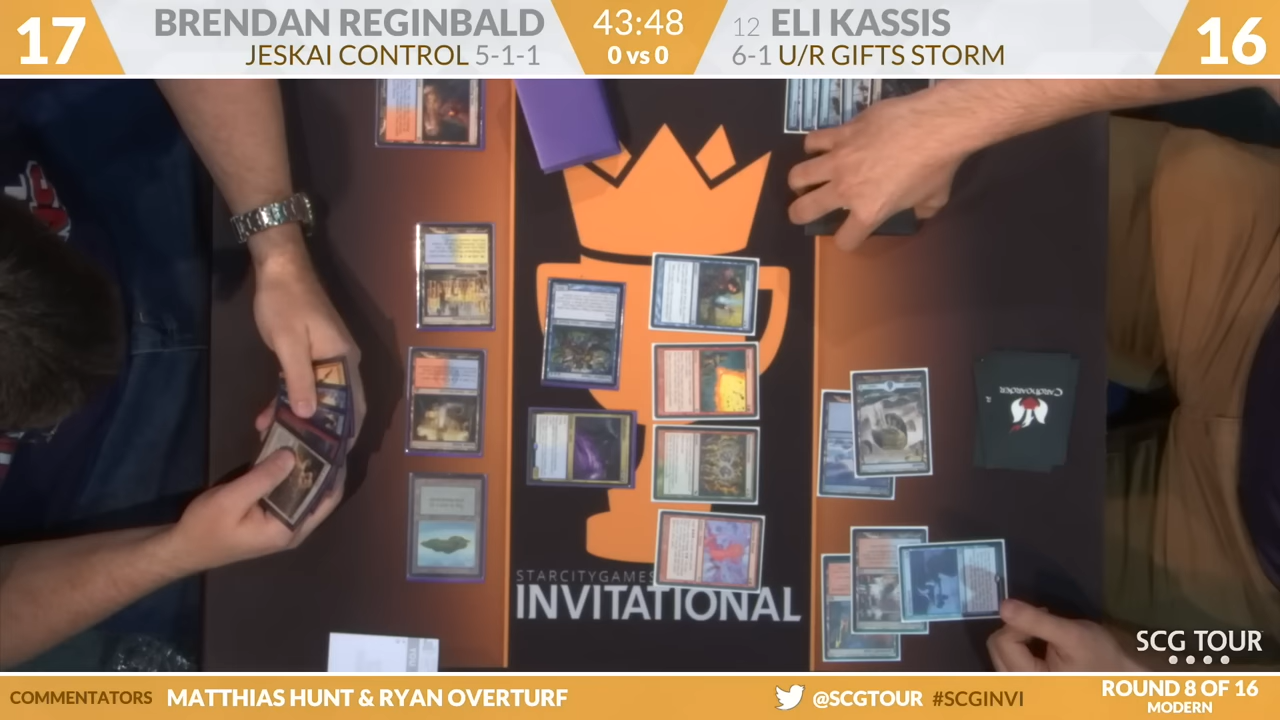 17
BRENDAN REGINBALD
JESKAI CONTROL 5-1-1
43:48
0 vs 0
12 ELI KASSIS
6-1 U/R GIFTS STORM
16
CARDHOARDER
STARCITYGAMES
INVITATIONAL
SCG TOUR
COMMENTATORS MATTHIAS HUNT & RYAN OVERTURF
@SCGTOUR #SCGINVI
ROUND 8 OF 16
MODERN